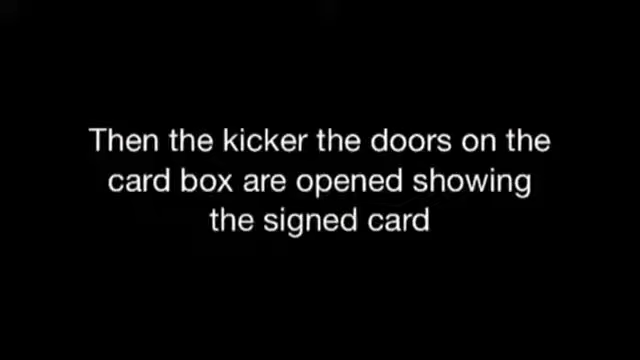 Then the kicker the doors on the
card box are opened showing
the signed card